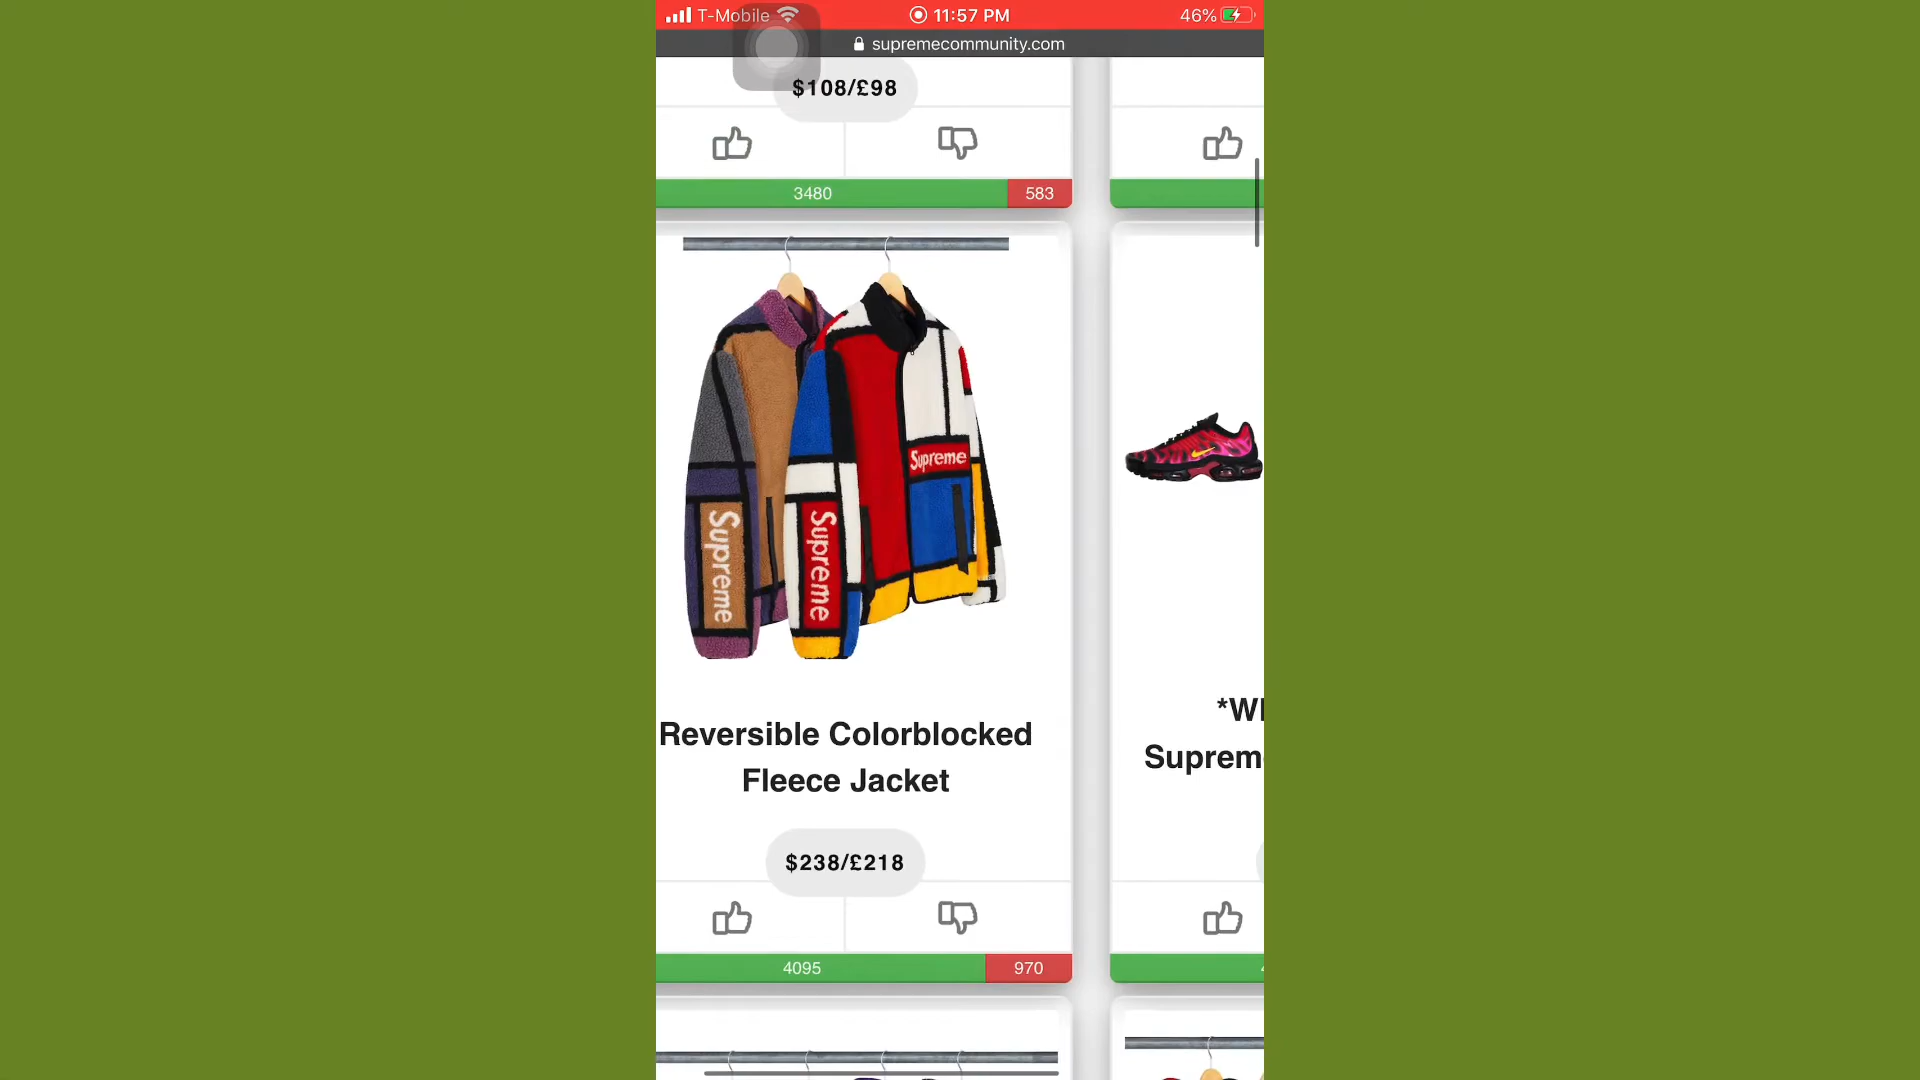 T-Mobile 11:57 PM 46%
supremecommunity.com
$108/£98
3480 583
Supreme
Supreme
Supreme
*W
Reversible Colorblocked
Suprem
Fleece Jacket
$238/£218
4095 970